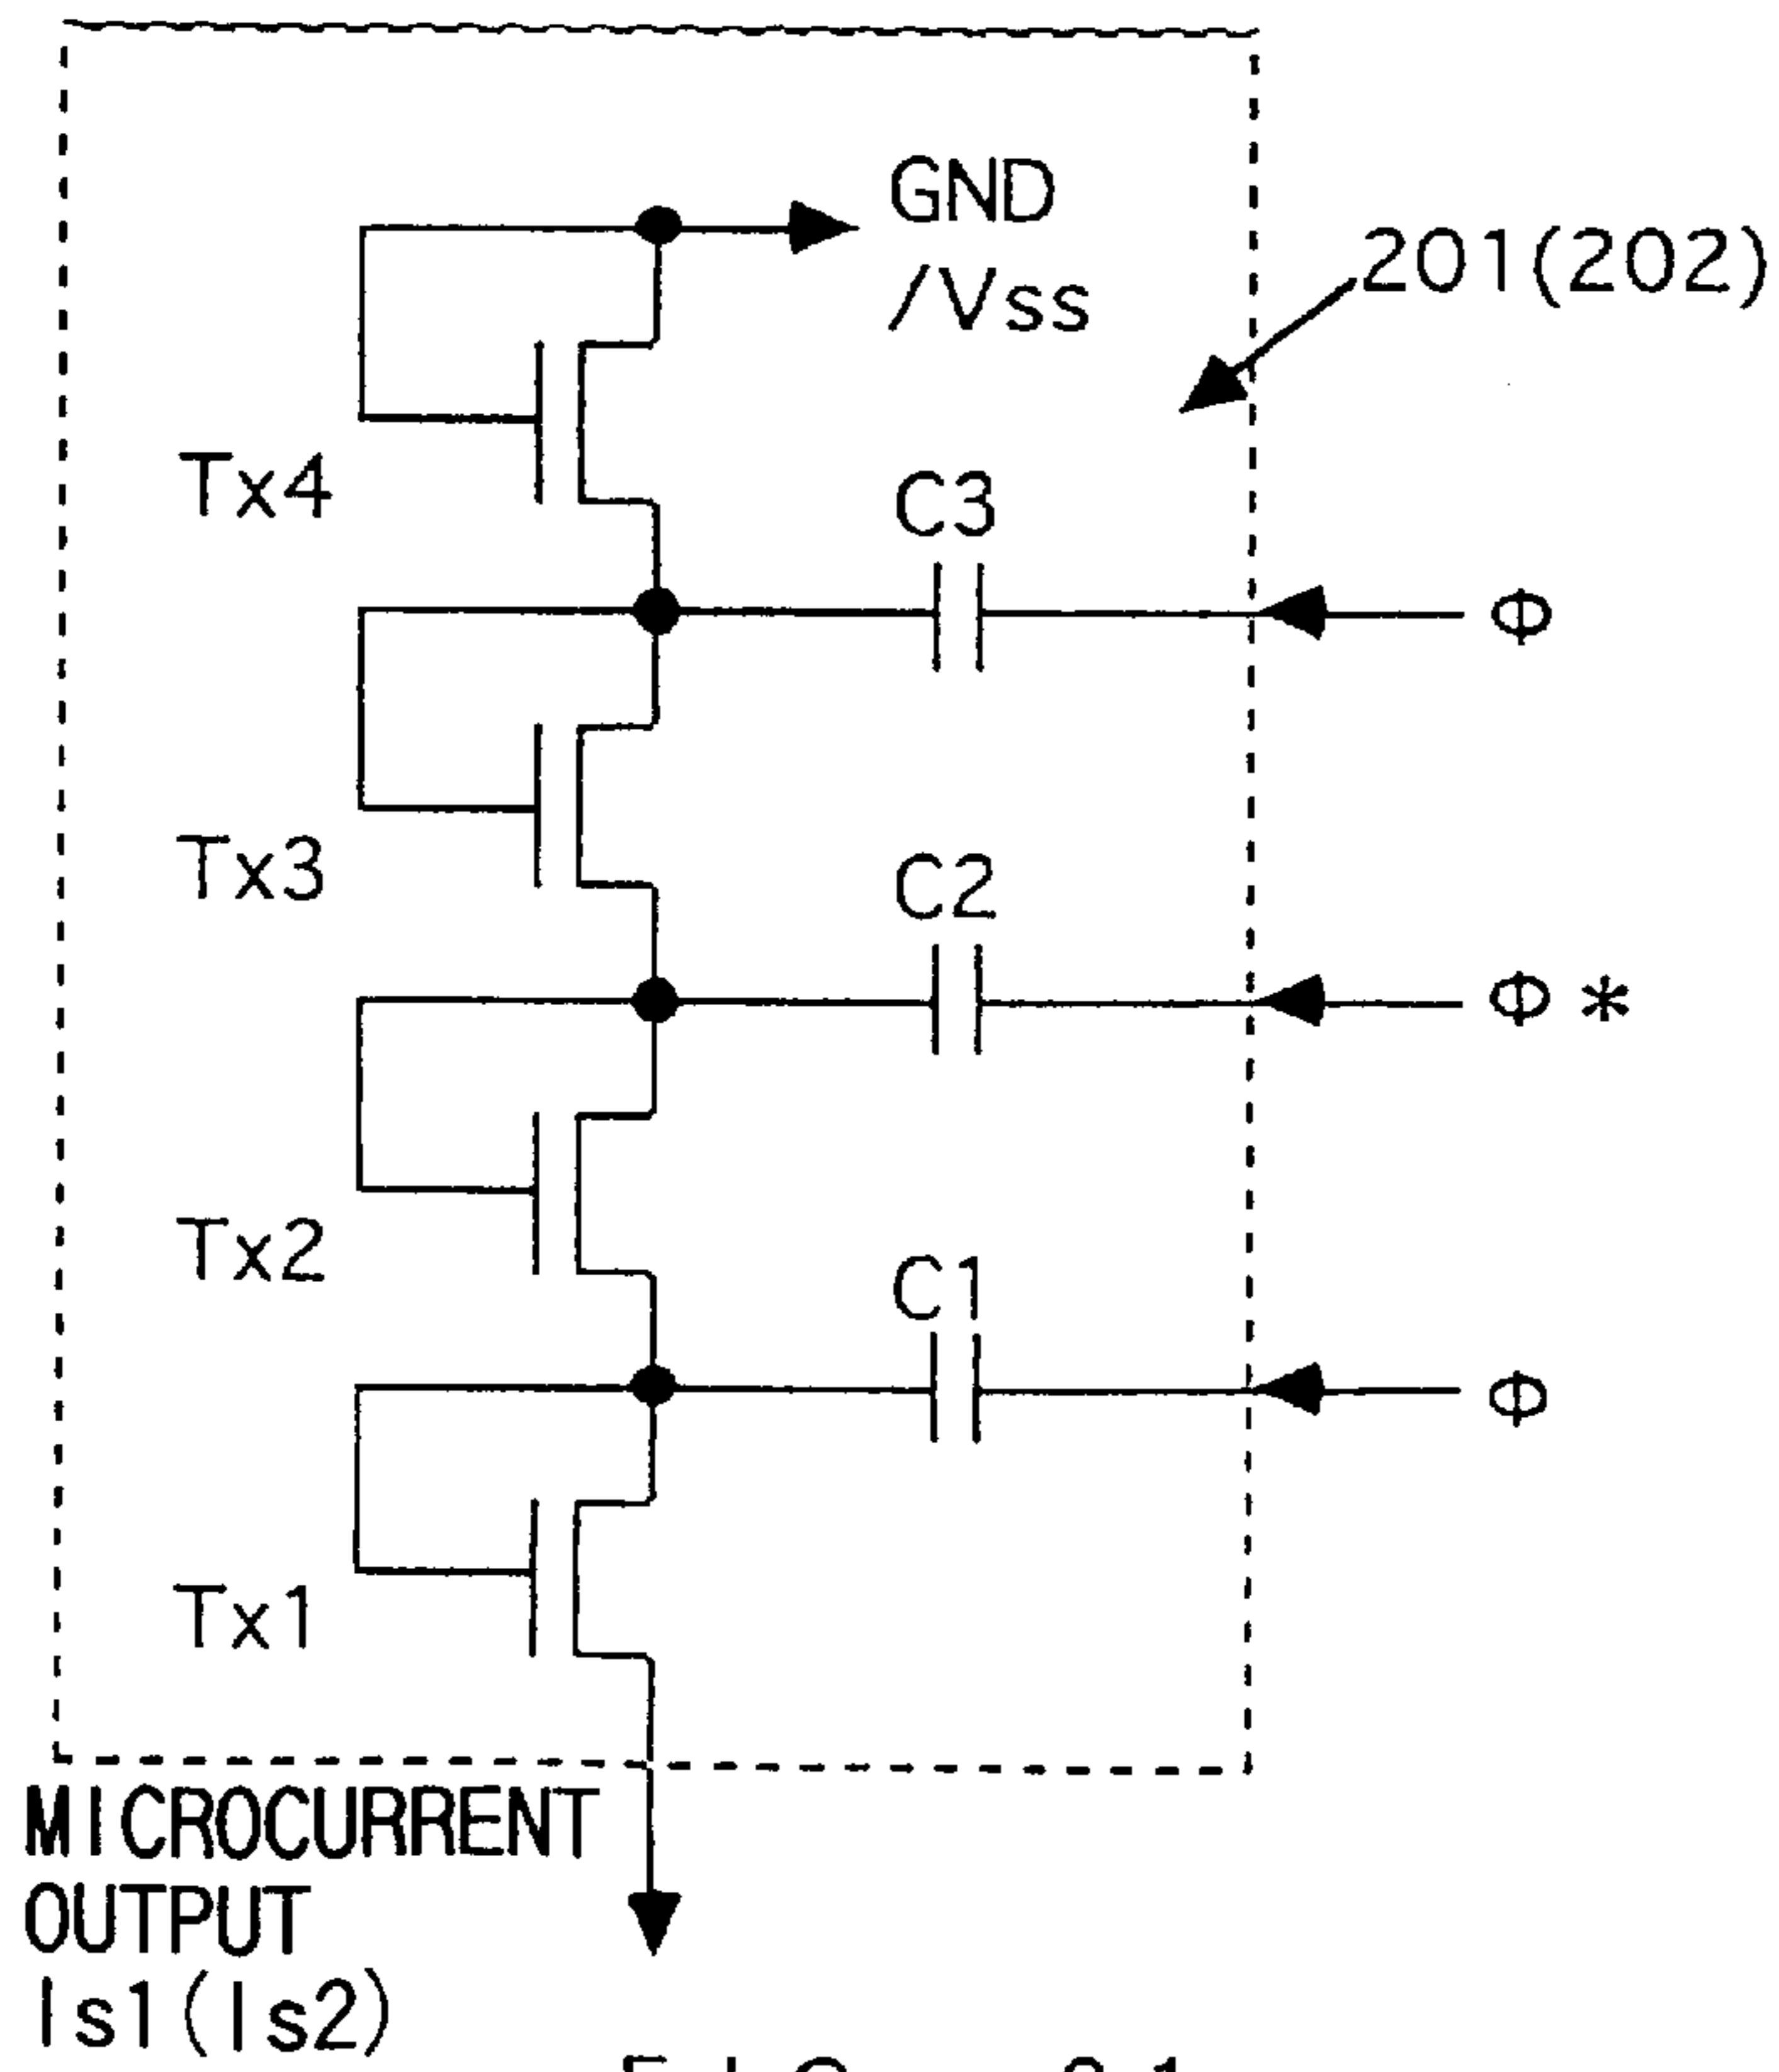 GND
/Vss
201(202)
Tx4
C3
Φ
Tx3
C2
Φ*
Tx2
C1
Φ
Tx1
MICROCURRENT
OUTPUT
Is1(Is2)